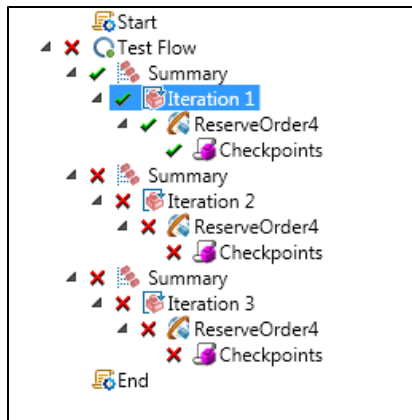 Start
Test Flow
Summary
Iteration 1
ReserveOrder4
Checkpoints
Summary
Iteration 2
ReserveOrder4
Checkpoints
Summary
Iteration 3
ReserveOrder4
Checkpoints
End